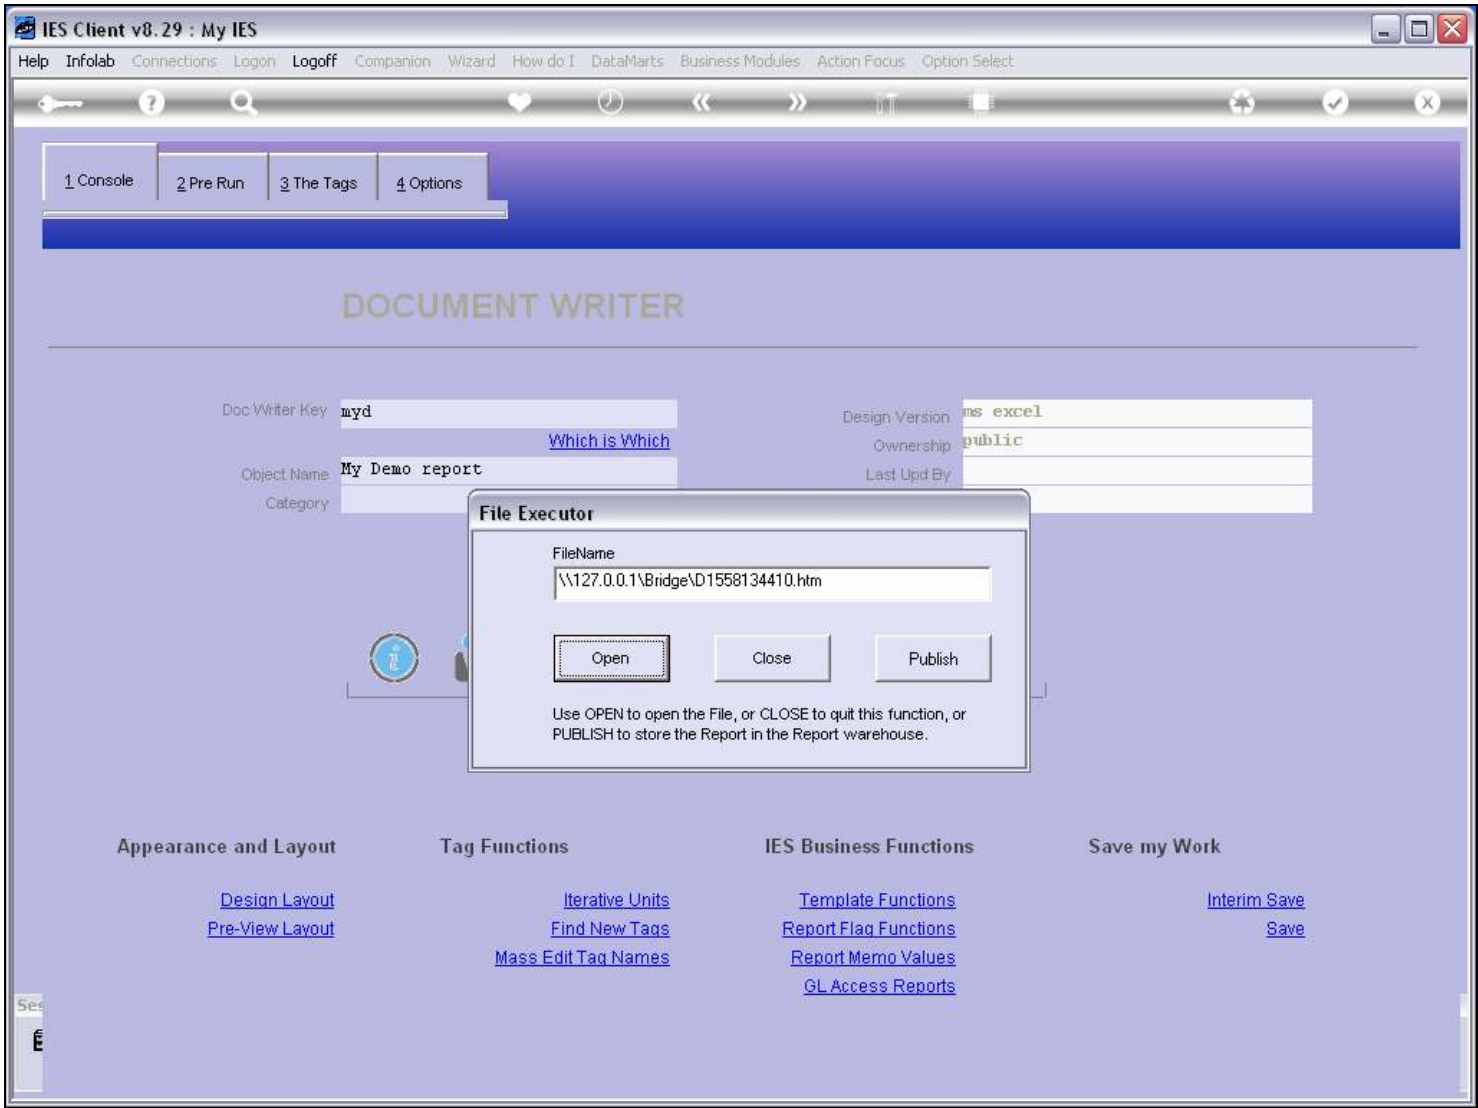 IES Client v8.29 : My IES
Help Infolab Connections Logon Logoff Companion Wizard How do I DataMarts Business Modules Action Focus Option Select
1 Console 2 Pre Run 3 The Tags 4 Options
DOCUMENT WRITER
Doc Writer Key myd
Design Version ms excel
Which is Which
Ownership public
Object Name My Demo report
Last Upd By
Category
File Executor
FileName
\\127.0.0.1\Bridge\D1558134410.htm
Open Close Publish
Use OPEN to open the File, or CLOSE to quit this function, or
PUBLISH to store the Report in the Report warehouse.
Appearance and Layout Tag Functions IES Business Functions Save my Work
Design Layout Iterative Units Template Functions Interim Save
Pre-View Layout Find New Tags Report Flag Functions Save
Mass Edit Tag Names Report Memo Values
GL Access Reports